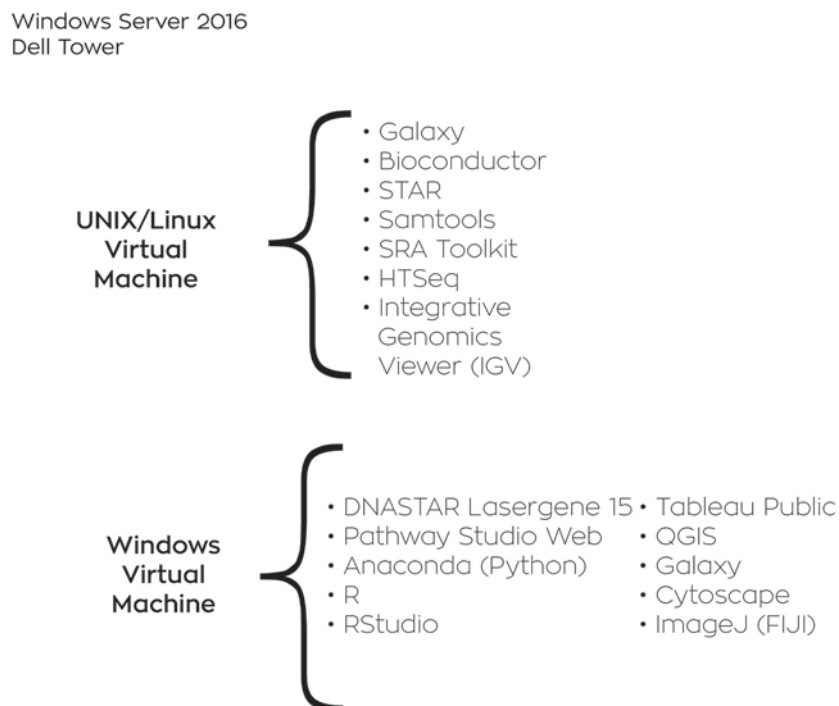 Windows Server 2016
Dell Tower
UNIX/Linux
Virtual
Machine
• Galaxy
• Bioconductor
• STAR
• Samtools
• SRA Toolkit
• HTSeq
• Integrative
Genomics
Viewer (IGV)
Windows
Virtual
Machine
• DNASTAR Lasergene 15
• Pathway Studio Web
• Anaconda (Python)
• R
• RStudio
• Tableau Public
• QGIS
• Galaxy
• Cytoscape
• ImageJ (FIJI)